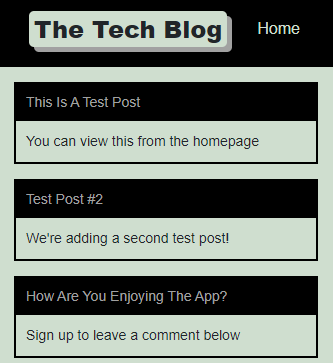 The Tech Blog
Home
This Is A Test Post
You can view this from the homepage
Test Post #2
We're adding a second test post!
How Are You Enjoying The App?
Sign up to leave a comment below